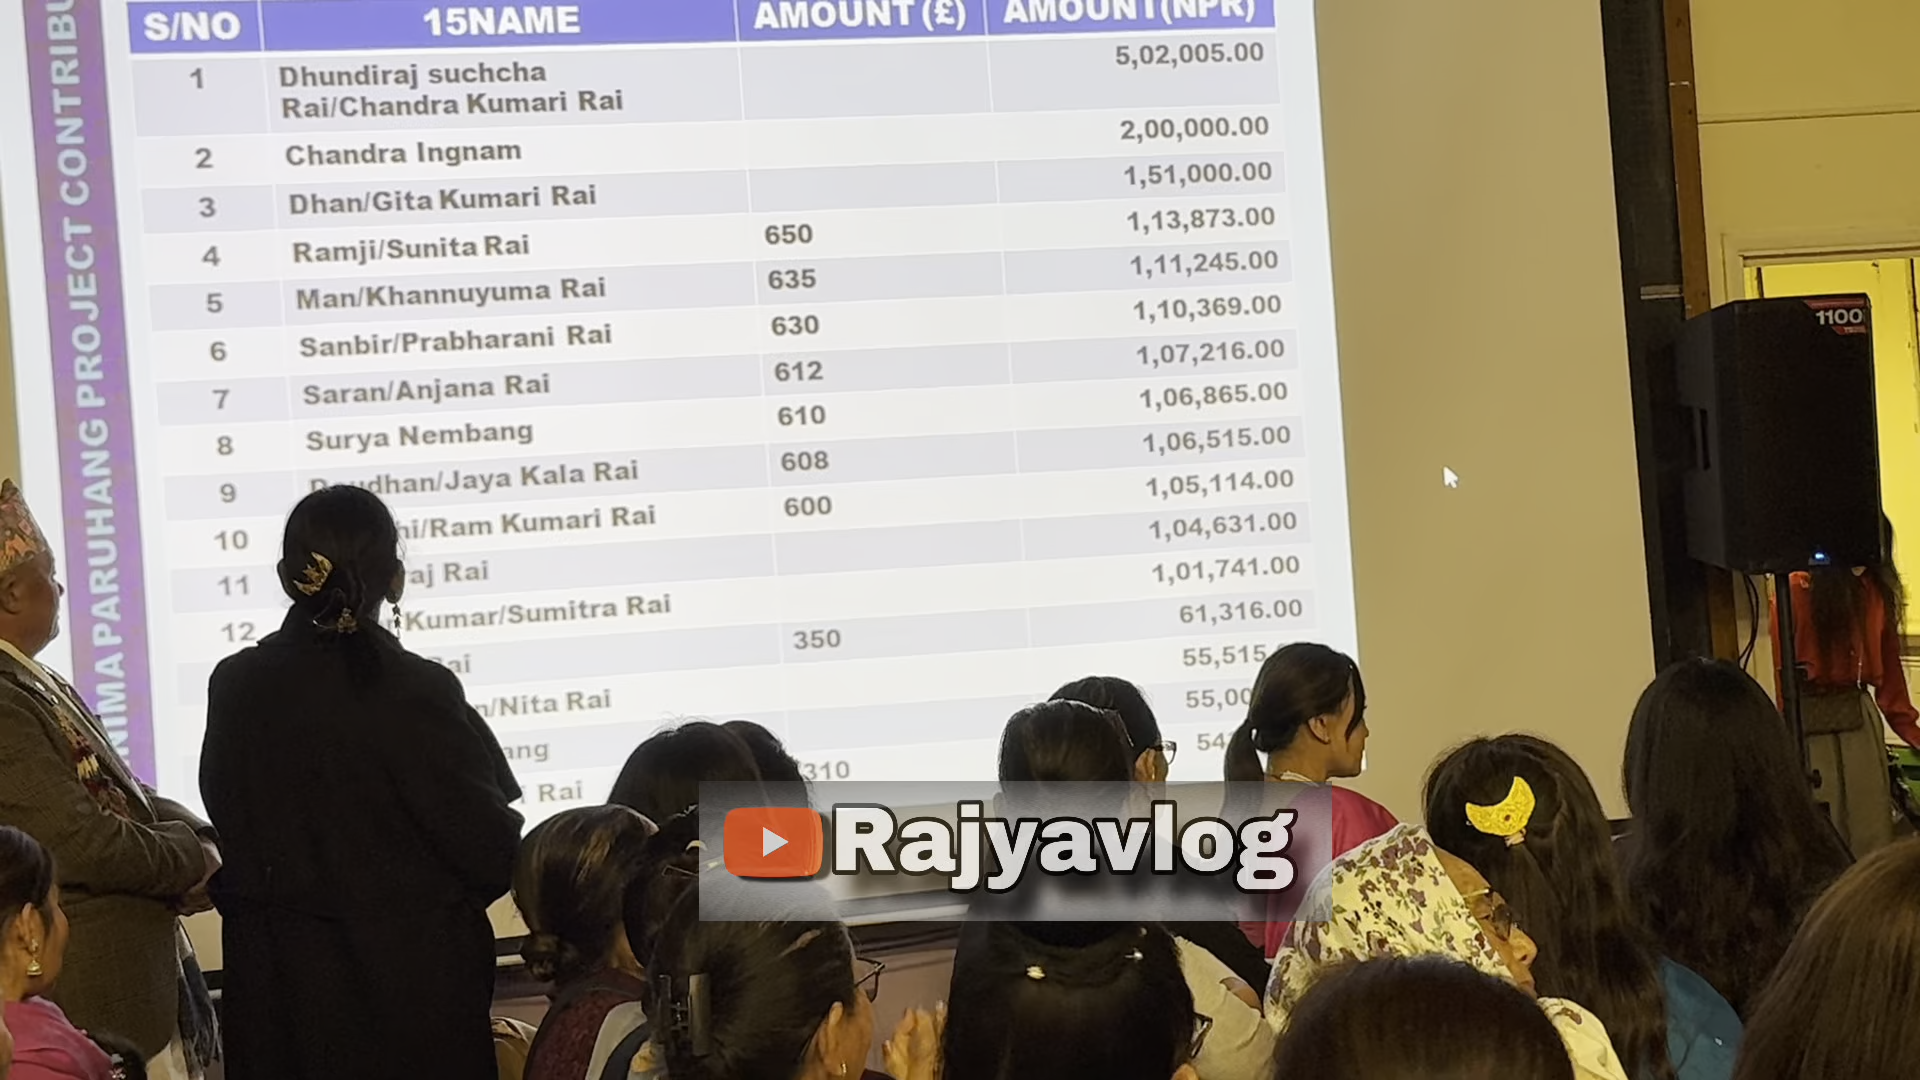 S/NO 15NAME AMOUNT (£) AMOUNT(NPR)
1 Dhundiraj suchcha 5,02,005.00
Rai/Chandra Kumari Rai
2 Chandra Ingnam 2,00,000.00
3 Dhan/Gita Kumari Rai 1,51,000.00
4 Ramji/Sunita Rai 650 1,13,873.00
5 Man/Khannuyuma Rai 635 1,11,245.00
6 Sanbir/Prabharani Rai 630 1,10,369.00
7 Saran/Anjana Rai 612 1,07,216.00
8 Surya Nembang 610 1,06,865.00
9 Kala Rai 608 1,06,515.00
10 Kumari Rai 600 1,05,114.00
11 Rai 1,04,631.00
12 Kumar/Sumitra Rai 1,01,741.00
350 61,316.00
Rai 55,515
310
PARUHANG PROJECT
1100
Rajyavlog